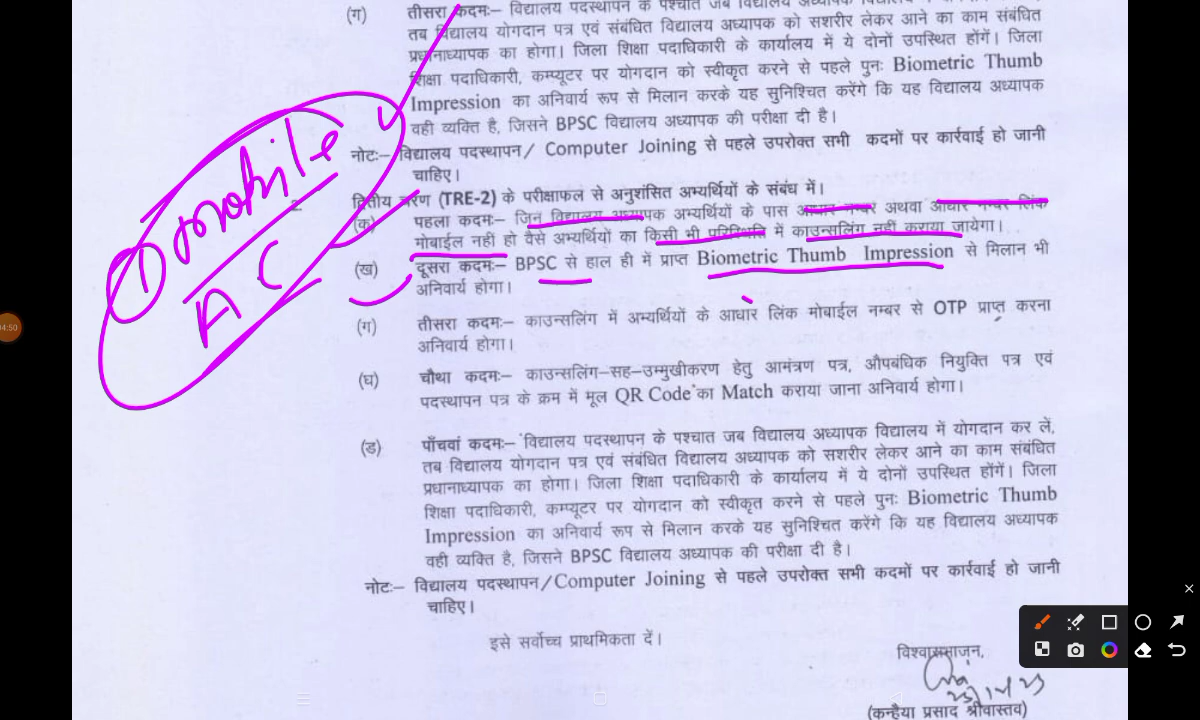 (ग) तीसरा कदमः– विद्यालय पदस्थापन के पश्चात जब विद्यालय
तब विद्यालय योगदान पत्र एवं संबंधित विद्यालय अध्यापक को सशरीर लेकर आने का काम संबंधित
प्रधानाध्यापक का होगा। जिला शिक्षा पदाधिकारी के कार्यालय में ये दोनों उपस्थित होंगें। जिला
शिक्षा पदाधिकारी, कम्प्यूटर पर योगदान को स्वीकृत करने से पहले पुनः Biometric Thumb
Impression का अनिवार्य रूप से मिलान करके यह सुनिश्चित करेंगे कि यह विद्यालय अध्यापक
वही व्यक्ति है, जिसने BPSC विद्यालय अध्यापक की परीक्षा दी है।
नोटः– विद्यालय पदस्थापन/ Computer Joining से पहले उपरोक्त सभी कदमों पर कार्रवाई हो जानी
चाहिए।
① mobile
AC
2. द्वितीय चरण (TRE-2) के परीक्षाफल से अनुशंसित अभ्यर्थियों के संबंध में।
(क) पहला कदमः– जिन विद्यालय अध्यापक अभ्यर्थियों के पास आधार नम्बर अथवा आधार नम्बर लिंक
मोबाईल नहीं हो वैसे अभ्यर्थियों का किसी भी परिस्थिति में काउन्सलिंग नहीं कराया जायेगा।
(ख) दूसरा कदमः– BPSC से हाल ही में प्राप्त Biometric Thumb Impression से मिलान भी
अनिवार्य होगा।
(ग) तीसरा कदमः– काउन्सलिंग में अभ्यर्थियों के आधार लिंक मोबाईल नम्बर से OTP प्राप्त करना
अनिवार्य होगा।
(घ) चौथा कदमः– काउन्सलिंग–सह–उम्मुखीकरण हेतु आमंत्रण पत्र, औपबंधिक नियुक्ति पत्र एवं
पदस्थापन पत्र के क्रम में मूल QR Code का Match कराया जाना अनिवार्य होगा।
(ड) पाँचवां कदमः– विद्यालय पदस्थापन के पश्चात जब विद्यालय अध्यापक विद्यालय में योगदान कर लें,
तब विद्यालय योगदान पत्र एवं संबंधित विद्यालय अध्यापक को सशरीर लेकर आने का काम संबंधित
प्रधानाध्यापक का होगा। जिला शिक्षा पदाधिकारी के कार्यालय में ये दोनों उपस्थित होंगें। जिला
शिक्षा पदाधिकारी, कम्प्यूटर पर योगदान को स्वीकृत करने से पहले पुनः Biometric Thumb
Impression का अनिवार्य रूप से मिलान करके यह सुनिश्चित करेंगे कि यह विद्यालय अध्यापक
वही व्यक्ति है, जिसने BPSC विद्यालय अध्यापक की परीक्षा दी है।
नोटः– विद्यालय पदस्थापन/Computer Joining से पहले उपरोक्त सभी कदमों पर कार्रवाई हो जानी
चाहिए।
इसे सर्वोच्च प्राथमिकता दें।
विश्वासभाजन,
(कन्हैया प्रसाद श्रीवास्तव)
04:50